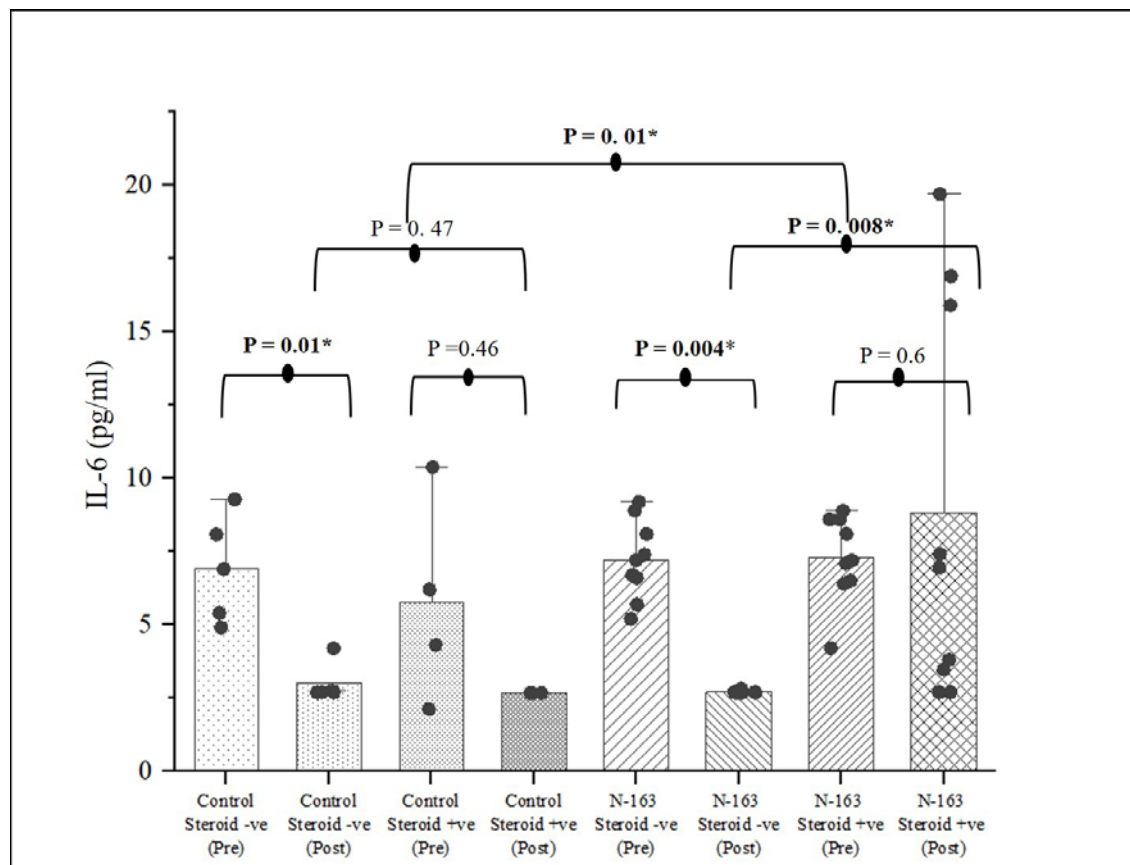 P = 0. 01*
20
P = 0. 47
P = 0. 008*
15
P = 0.01*
P =0.46
P = 0.004*
P = 0.6
IL-6 (pg/ml)
10
5
0
Control
Steroid -ve
(Pre)
Control
Steroid -ve
(Post)
Control
Steroid +ve
(Pre)
Control
Steroid +ve
(Post)
N-163
Steroid -ve
(Pre)
N-163
Steroid -ve
(Post)
N-163
Steroid +ve
(Pre)
N-163
Steroid +ve
(Post)